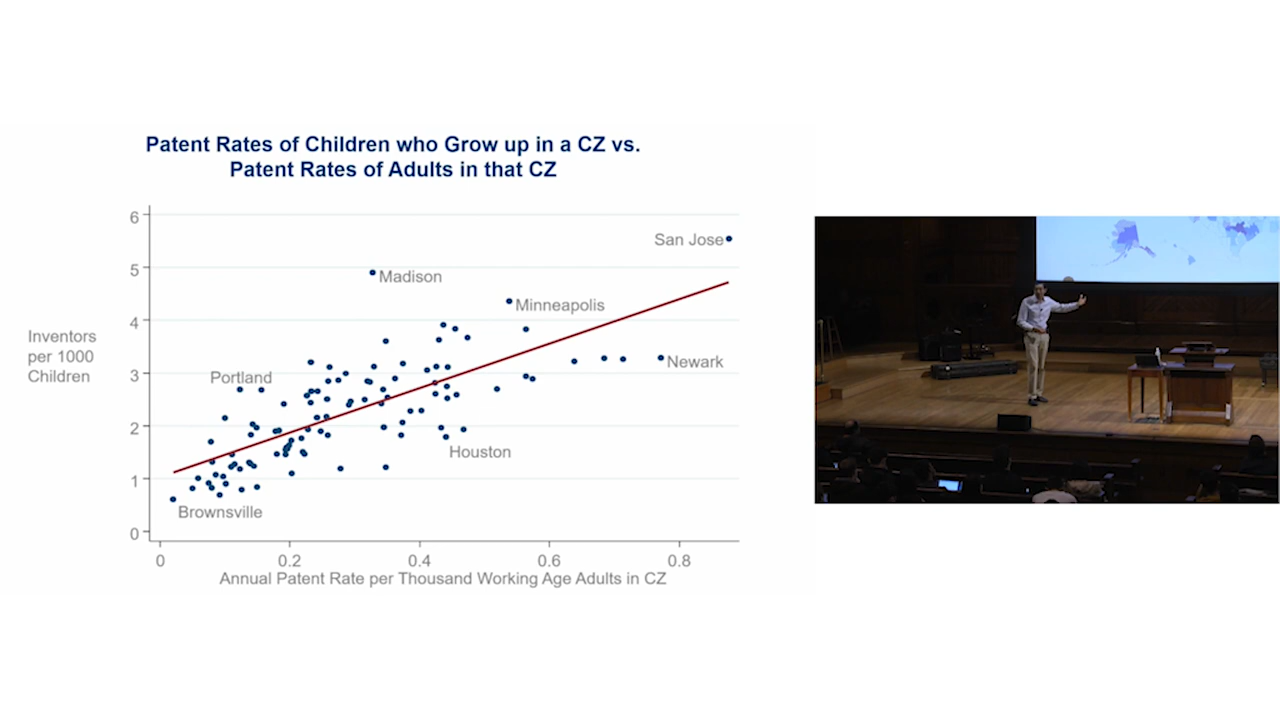 Patent Rates of Children who Grow up in a CZ vs.
Patent Rates of Adults in that CZ
6
5
4
3
2
1
0
Inventors
per 1000
Children
San Jose
Madison
Minneapolis
Newark
Portland
Houston
Brownsville
0
0.2
0.4
0.6
0.8
Annual Patent Rate per Thousand Working Age Adults in CZ